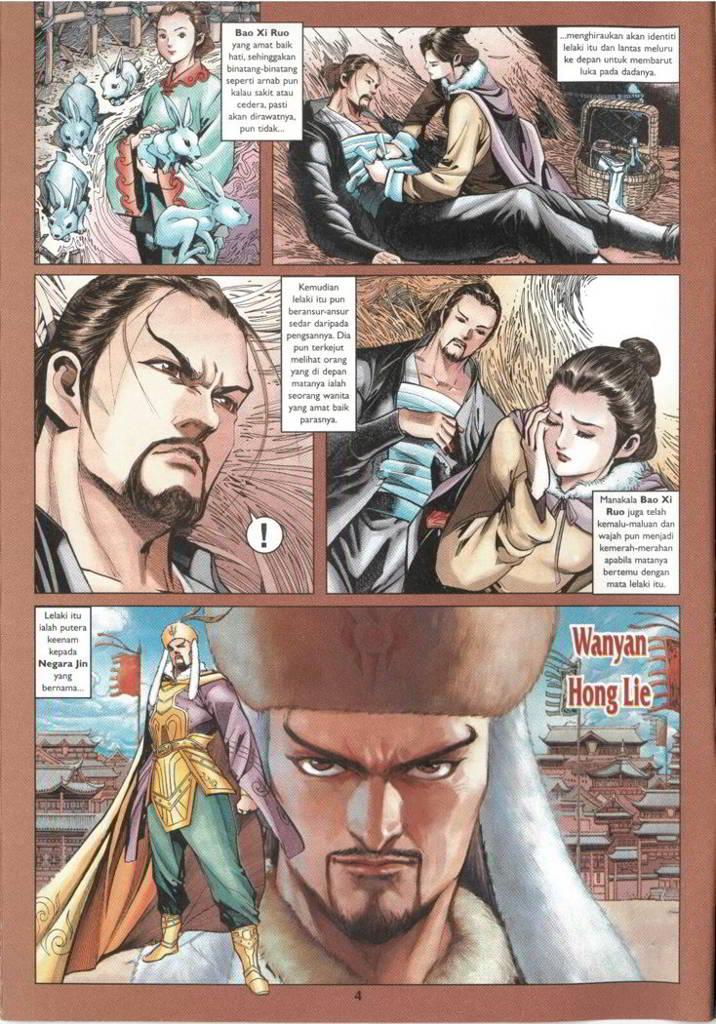 Bao Xi Ruo
yang amat baik
hati, sehinggakan
binatang-binatang
seperti arnab pun
kalau sakit atau
cedera, pasti
akan dirawatnya,
pun tidak...
...menghiraukan akan identiti
lelaki itu dan lantas meluru
ke depan untuk membarut
luka pada dadanya.
!
Kemudian
lelaki itu pun
beransur-ansur
sedar daripada
pengsannya. Dia
pun terkejut
melihat orang
yang di depan
matanya ialah
seorang wanita
yang amat baik
parasnya.
Manakala Bao Xi
Ruo juga telah
kemalu-maluan dan
wajah pun menjadi
kemerah-merahan
apabila matanya
bertemu dengan
mata lelaki itu.
Lelaki itu
ialah putera
keenam
kepada
Negara Jin
yang
bernama...
Wanyan
Hong Lie
4